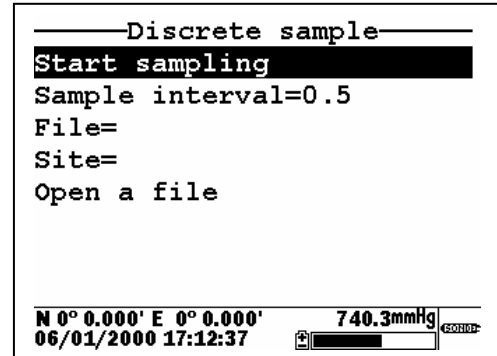 Discrete sample
Start sampling
Sample interval=0.5
File=
Site=
Open a file
N 0° 0.000' E 0° 0.000' 740.3mmHg
06/01/2000 17:12:37
SONDE